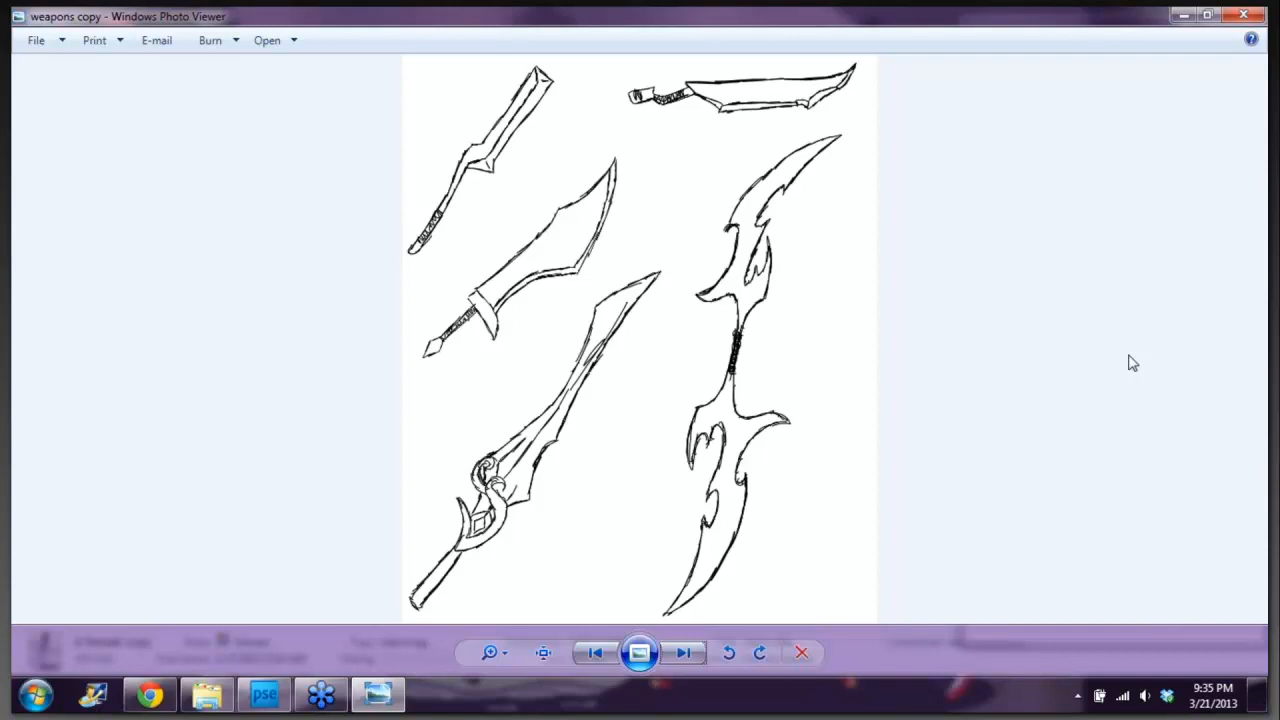 weapons copy - Windows Photo Viewer
File Print E-mail Burn Open
pse
9:35 PM
3/21/2013